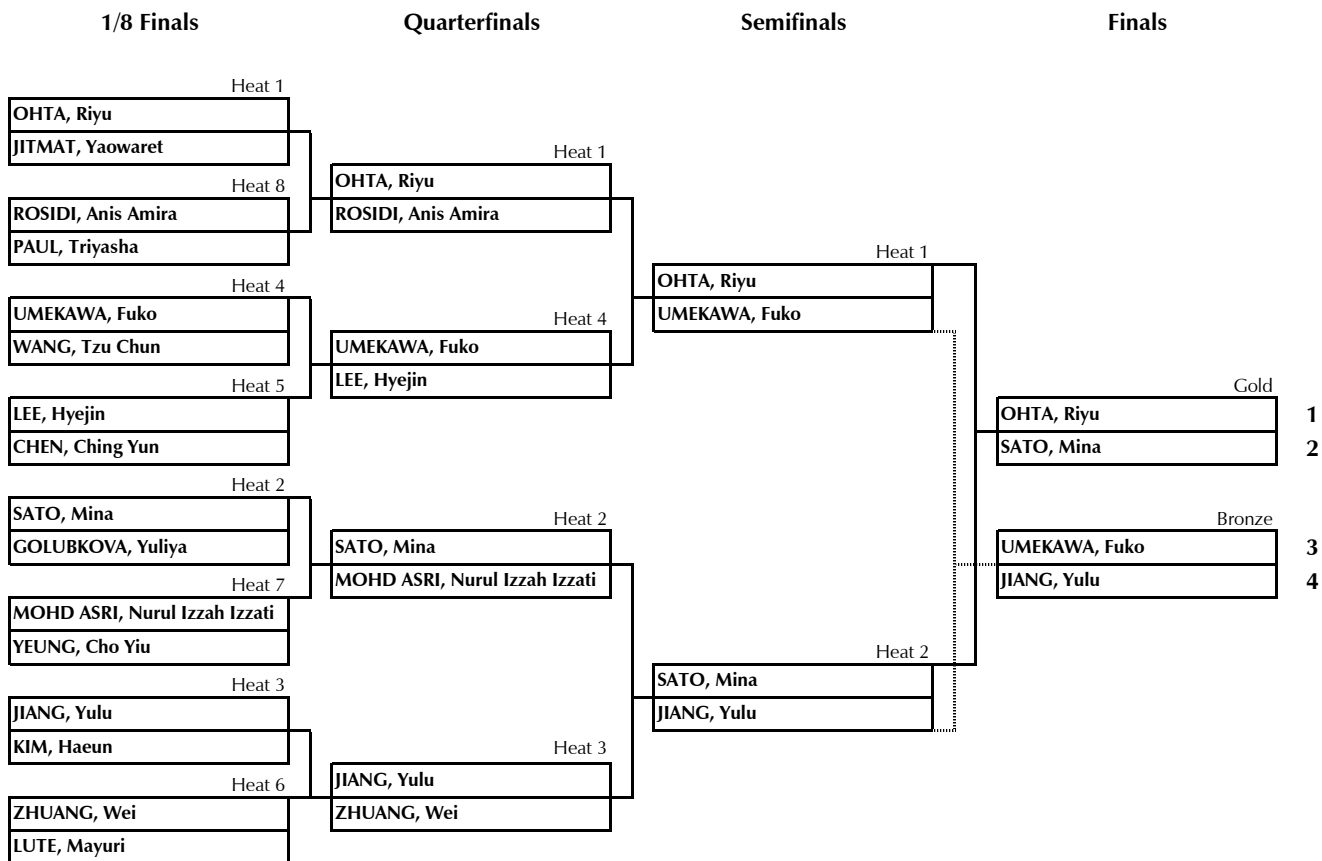 1/8 Finals
Quarterfinals
Semifinals
Finals
Heat 1
OHTA, Riyu
JITMAT, Yaowaret
Heat 8
ROSIDI, Anis Amira
PAUL, Triyasha
Heat 4
UMEKAWA, Fuko
WANG, Tzu Chun
Heat 5
LEE, Hyejin
CHEN, Ching Yun
Heat 2
SATO, Mina
GOLUBKOVA, Yuliya
Heat 7
MOHD ASRI, Nurul Izzah Izzati
YEUNG, Cho Yiu
Heat 3
JIANG, Yulu
KIM, Haeun
Heat 6
ZHUANG, Wei
LUTE, Mayuri
Heat 1
OHTA, Riyu
ROSIDI, Anis Amira
Heat 4
UMEKAWA, Fuko
LEE, Hyejin
Heat 2
SATO, Mina
MOHD ASRI, Nurul Izzah Izzati
Heat 3
JIANG, Yulu
ZHUANG, Wei
Heat 1
OHTA, Riyu
UMEKAWA, Fuko
Heat 2
SATO, Mina
JIANG, Yulu
Gold
OHTA, Riyu 1
SATO, Mina 2
Bronze
UMEKAWA, Fuko 3
JIANG, Yulu 4